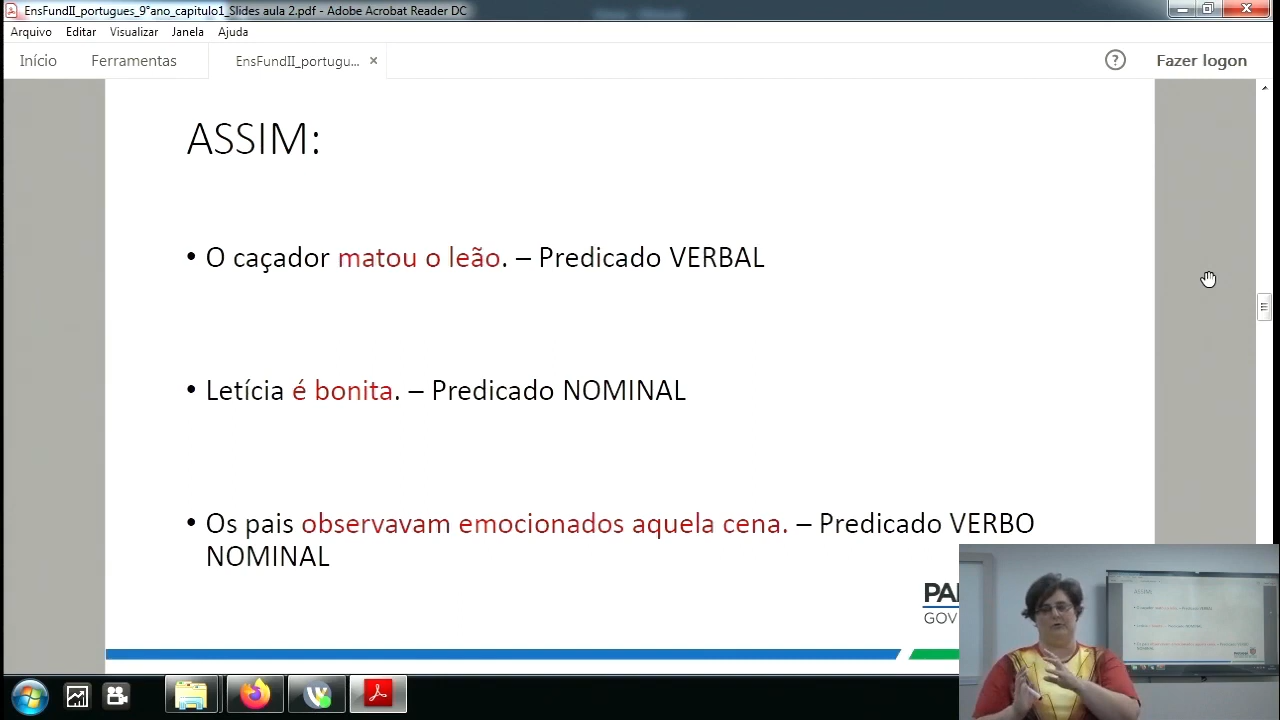 EnsFundII_portugues_9°ano_capitulo1_Slides aula 2.pdf - Adobe Acrobat Reader DC
Arquivo Editar Visualizar Janela Ajuda
Início Ferramentas EnsFundII_portugu... × ? Fazer logon
ASSIM:
• O caçador matou o leão. – Predicado VERBAL
• Letícia é bonita. – Predicado NOMINAL
• Os pais observavam emocionados aquela cena. – Predicado VERBO
NOMINAL
ASSIM: